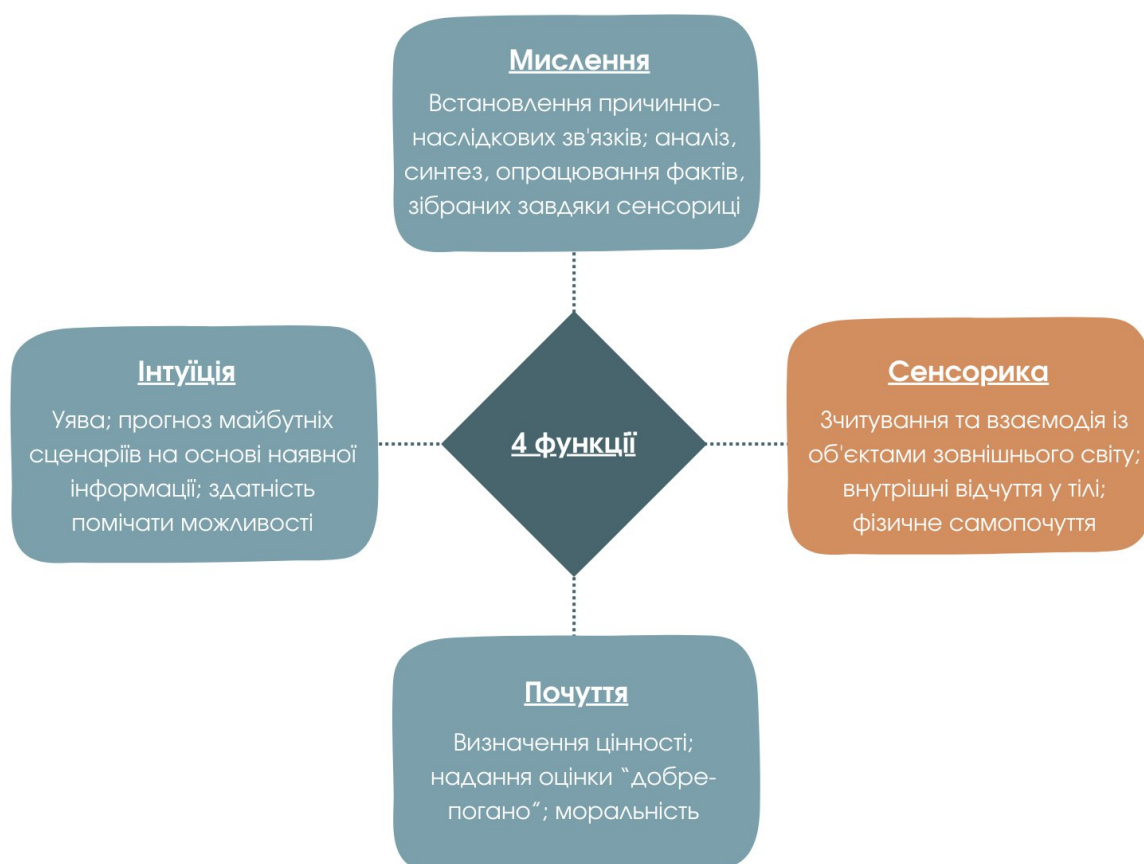 Мислення
Встановлення причинно-
наслідкових зв'язків; аналіз,
синтез, опрацювання фактів,
зібраних завдяки сенсориці
Інтуїція
Уява; прогноз майбутніх
сценаріїв на основі наявної
інформації; здатність
помічати можливості
4 функції
Сенсорика
Зчитування та взаємодія із
об'єктами зовнішнього світу;
внутрішні відчуття у тілі;
фізичне самопочуття
Почуття
Визначення цінності;
надання оцінки “добре-
погано”; моральність